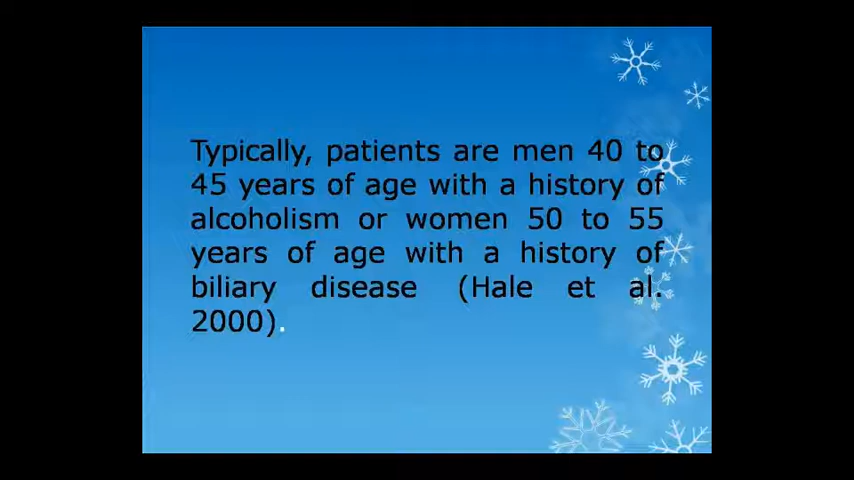 Typically, patients are men 40 to
45 years of age with a history of
alcoholism or women 50 to 55
years of age with a history of
biliary disease (Hale et al.
2000).